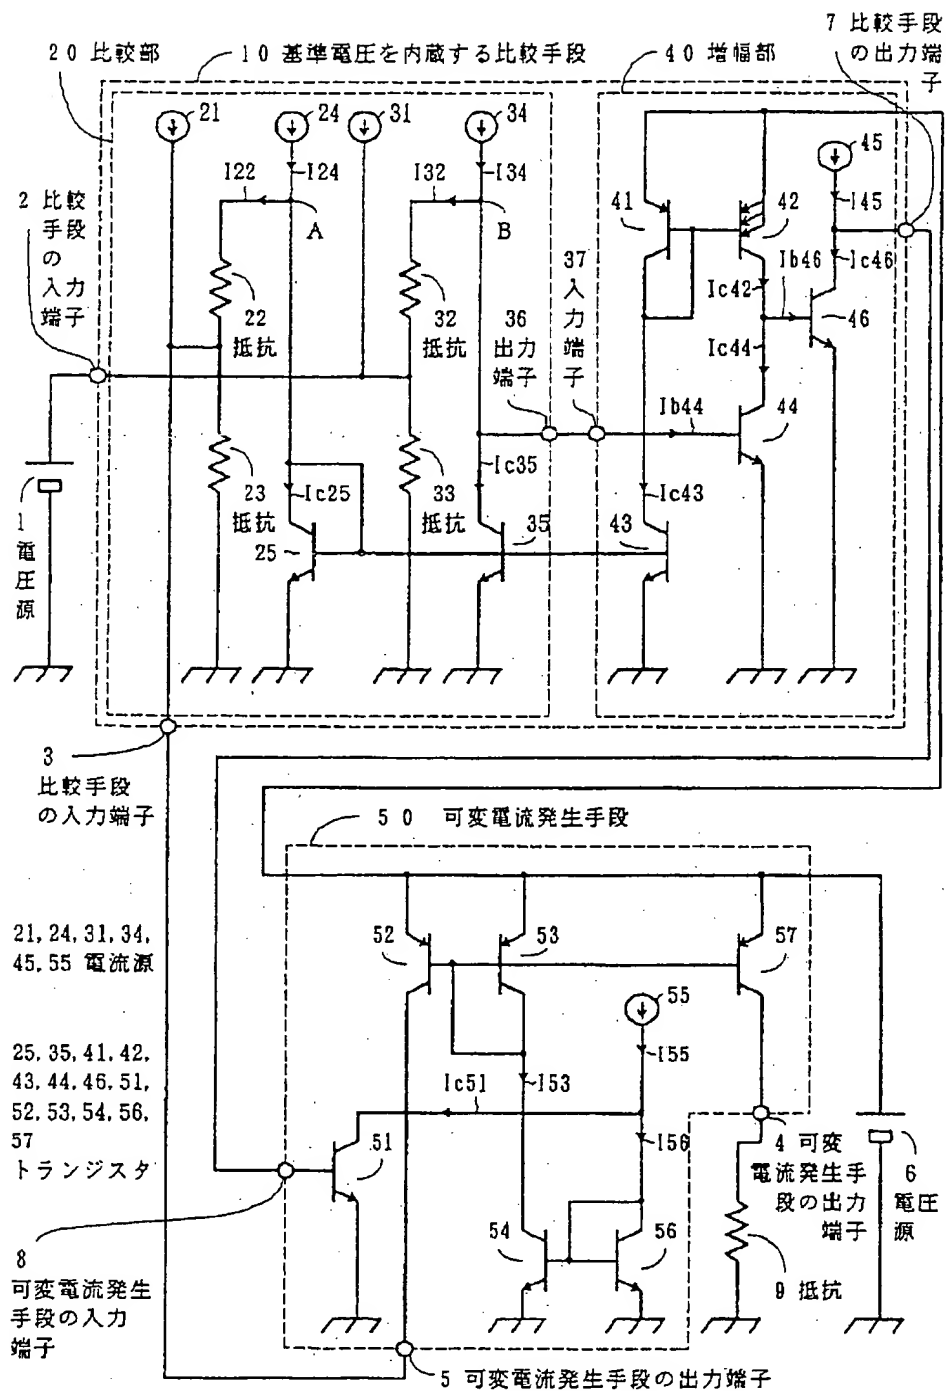 7 比較手段
の出力端
子
20 比較部
10 基準電圧を内蔵する比較手段
40 増幅部
21
24
31
34
45
I22
I24
I32
I34
41
42
I45
2 比較
手段
の
入力
端子
A
B
37
入
力
端
子
Ib46
Ic46
Ic42
22
抵抗
32
抵抗
36
出力
端子
46
Ic44
Ib44
44
1
電
圧
源
23
抵抗
Ic25
33
抵抗
Ic35
Ic43
25
35
43
3
比較手段
の入力端子
50 可変電流発生手段
21, 24, 31, 34,
45, 55 電流源
52
53
57
55
25, 35, 41, 42,
43, 44, 46, 51,
52, 53, 54, 56,
57
トランジスタ
I55
Ic51
I53
I56
51
4 可変
電流発生手
段の出力
端子
6
電圧
源
54
56
8
可変電流発生
手段の入力
端子
9 抵抗
5 可変電流発生手段の出力端子